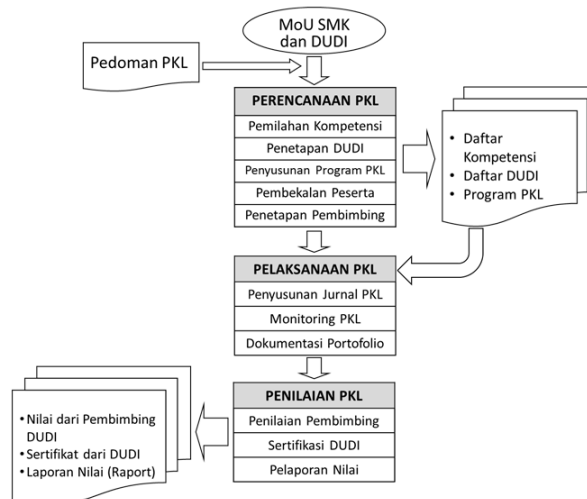 MoU SMK
dan DUDI
Pedoman PKL
PERENCANAAN PKL
Pemilahan Kompetensi
Penetapan DUDI
Penyusunan Program PKL
Pembekalan Peserta
Penetapan Pembimbing
• Daftar
Kompetensi
• Daftar DUDI
• Program PKL
PELAKSANAAN PKL
Penyusunan Jurnal PKL
Monitoring PKL
Dokumentasi Portofolio
PENILAIAN PKL
Penilaian Pembimbing
Sertifikasi DUDI
Pelaporan Nilai
• Nilai dari Pembimbing
DUDI
• Sertifikat dari DUDI
• Laporan Nilai (Raport)